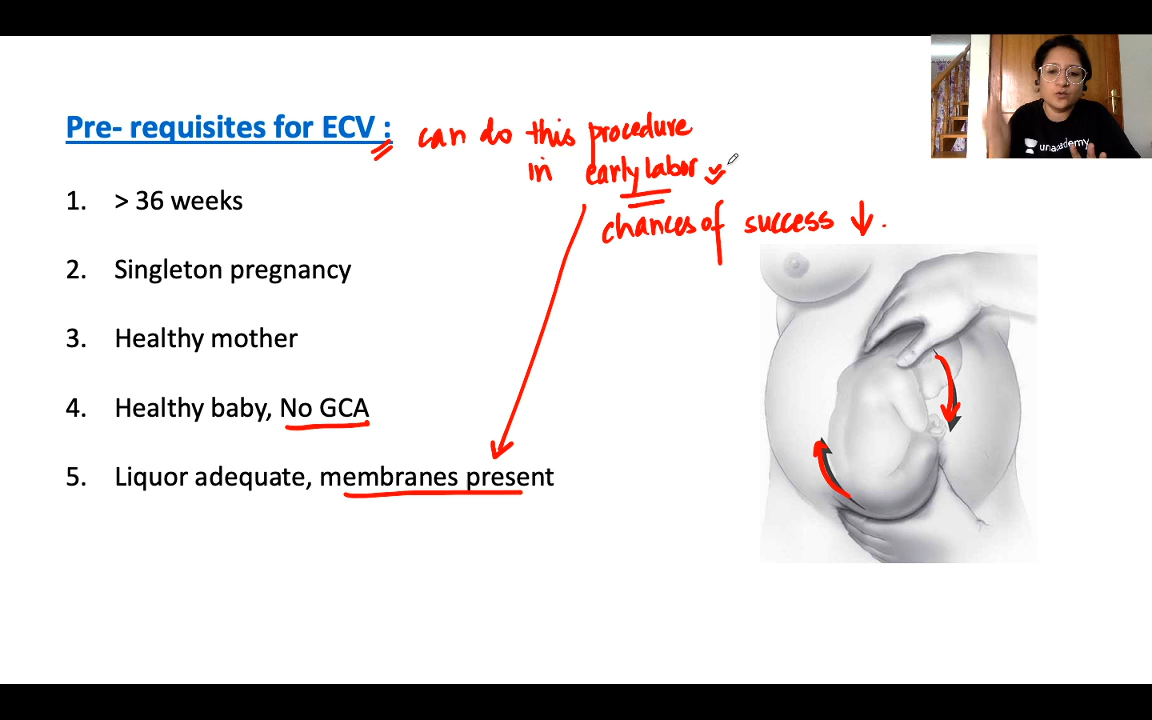 Pre- requisites for ECV :
can do this procedure
in early labor
chances of success ↓.
1. > 36 weeks
2. Singleton pregnancy
3. Healthy mother
4. Healthy baby, No GCA
5. Liquor adequate, membranes present
unacademy